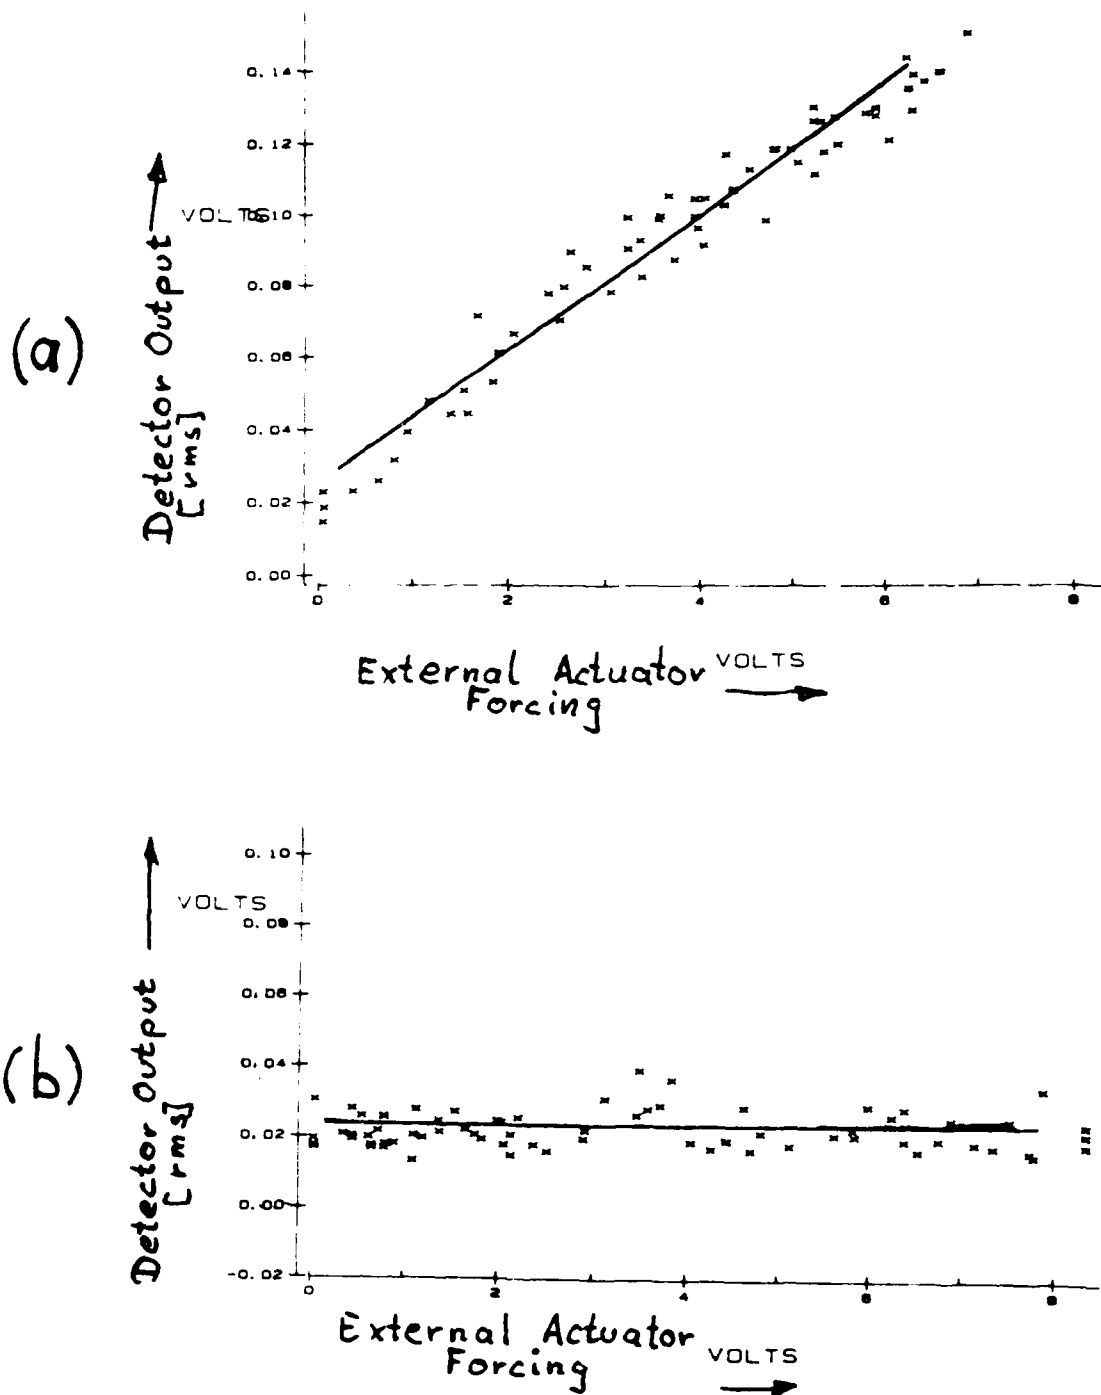 (a)
Detector Output
[rms]
VOLTS
0.14
0.12
0.10
0.08
0.06
0.04
0.02
0.00
0
2
4
6
8
External Actuator
Forcing
VOLTS
(b)
Detector Output
[rms]
VOLTS
0.10
0.08
0.06
0.04
0.02
0.00
-0.02
0
2
4
6
8
External Actuator
Forcing
VOLTS